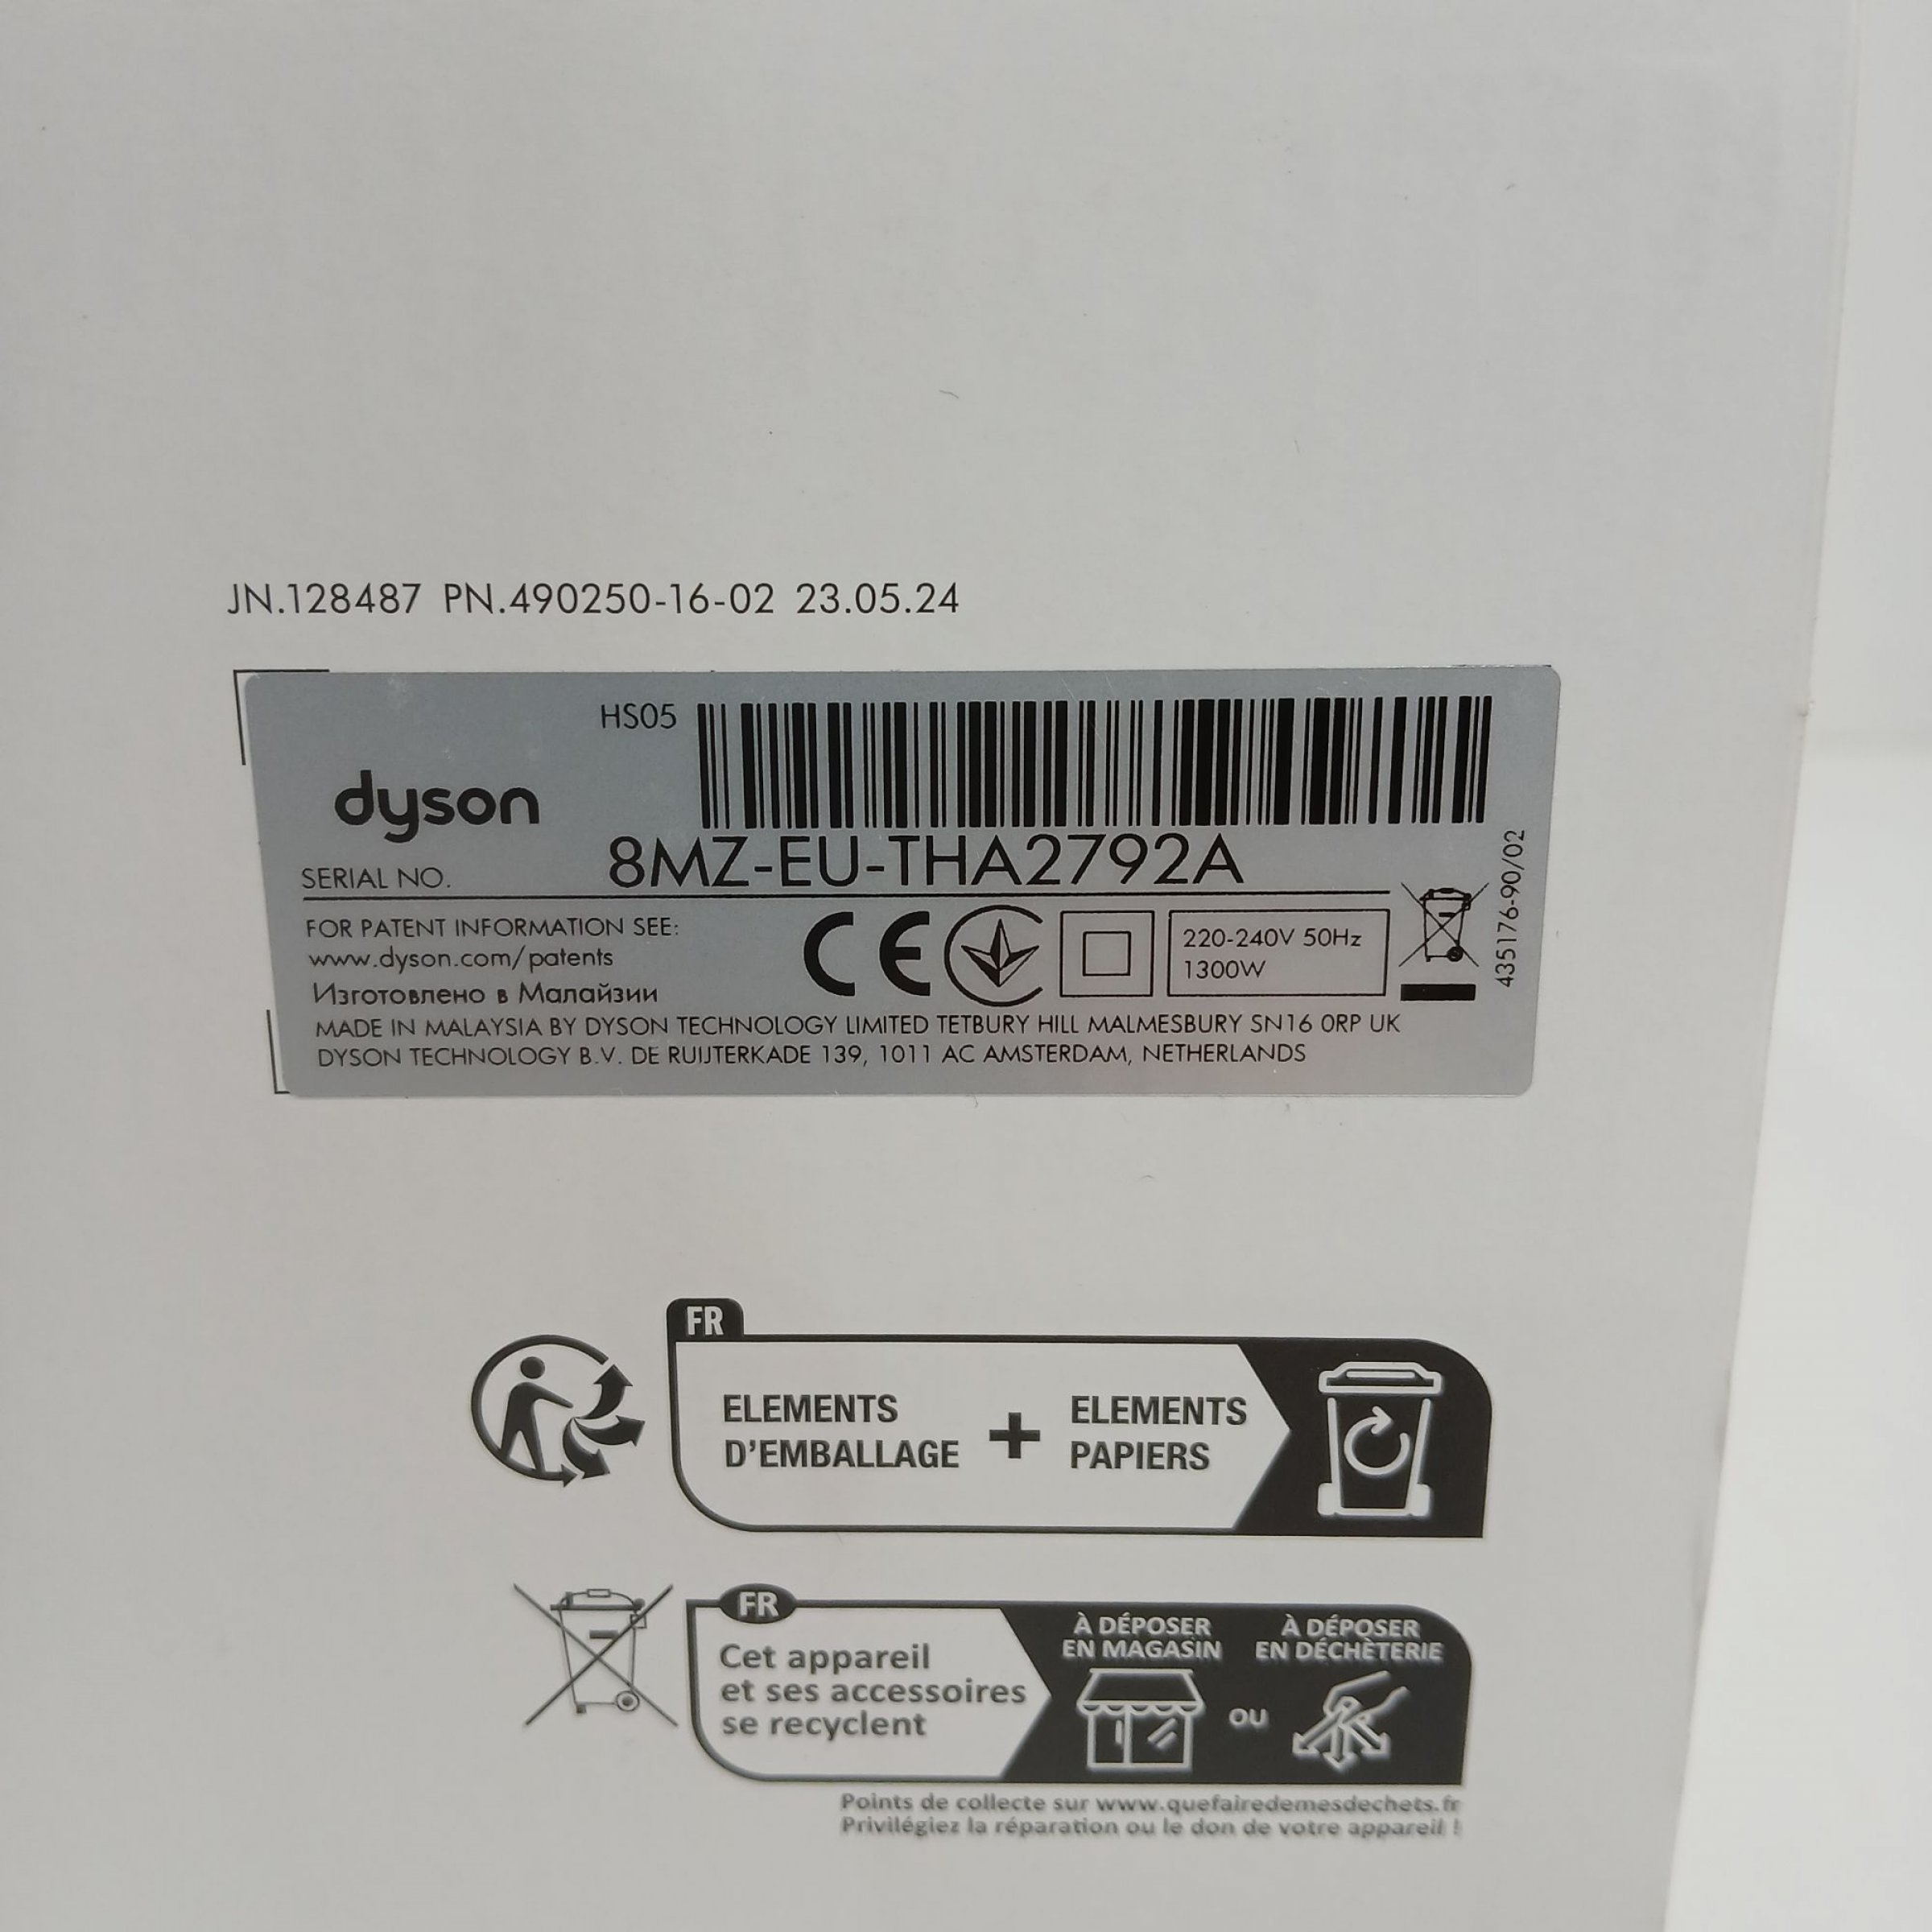 JN.128487 PN.490250-16-02 23.05.24
HS05
dyson
SERIAL NO. 8MZ-EU-THA2792A
FOR PATENT INFORMATION SEE:
www.dyson.com/patents
Изготовлено в Малайзии
CE
220-240V 50Hz
1300W
435176-90/02
MADE IN MALAYSIA BY DYSON TECHNOLOGY LIMITED TETBURY HILL MALMESBURY SN16 0RP UK
DYSON TECHNOLOGY B.V. DE RUIJTERKADE 139, 1011 AC AMSTERDAM, NETHERLANDS
FR
ELEMENTS
D'EMBALLAGE
+
ELEMENTS
PAPIERS
FR
Cet appareil
et ses accessoires
se recyclent
À DÉPOSER
EN MAGASIN
OU
À DÉPOSER
EN DÉCHÈTERIE
Points de collecte sur www.quefairedemesdechets.fr
Privilégiez la réparation ou le don de votre appareil !